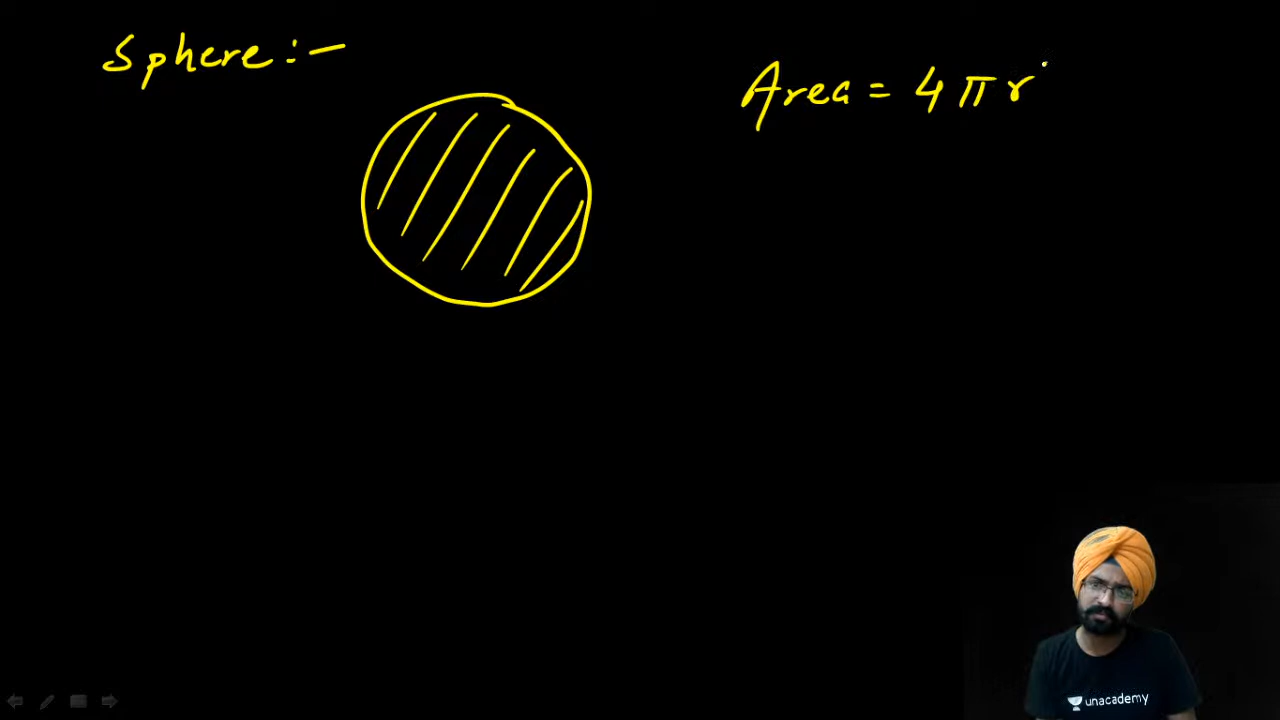 Sphere :-
Area = 4πr
unacademy